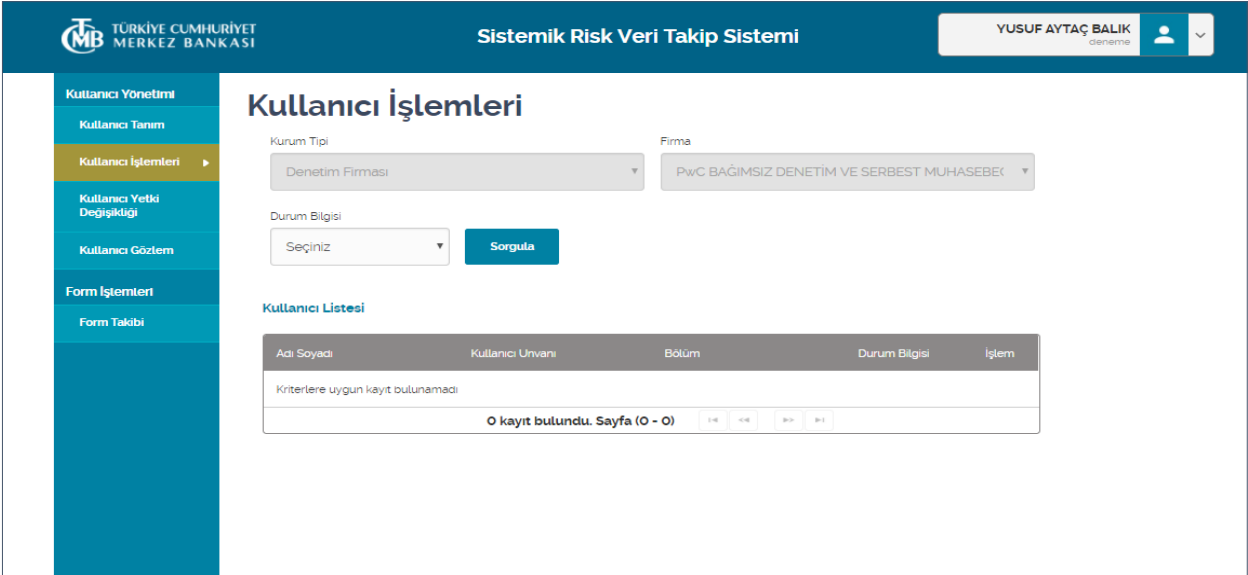 TÜRKİYE CUMHURİYET
MERKEZ BANKASI
Sistemik Risk Veri Takip Sistemi
YUSUF AYTAÇ BALIK
deneme
Kullanıcı Yönetimi
Kullanıcı Tanım
Kullanıcı İşlemleri
Kullanıcı Yetki
Değişikliği
Kullanıcı Gözlem
Form İşlemleri
Form Takibi
Kullanıcı İşlemleri
Kurum Tipi
Firma
Denetim Firması
PwC BAĞIMSIZ DENETİM VE SERBEST MUHASEBEC
Durum Bilgisi
Seçiniz
Sorgula
Kullanıcı Listesi
Adı Soyadı Kullanıcı Unvanı Bölüm Durum Bilgisi İşlem
Kriterlere uygun kayıt bulunamadı
0 kayıt bulundu. Sayfa (0 - 0)